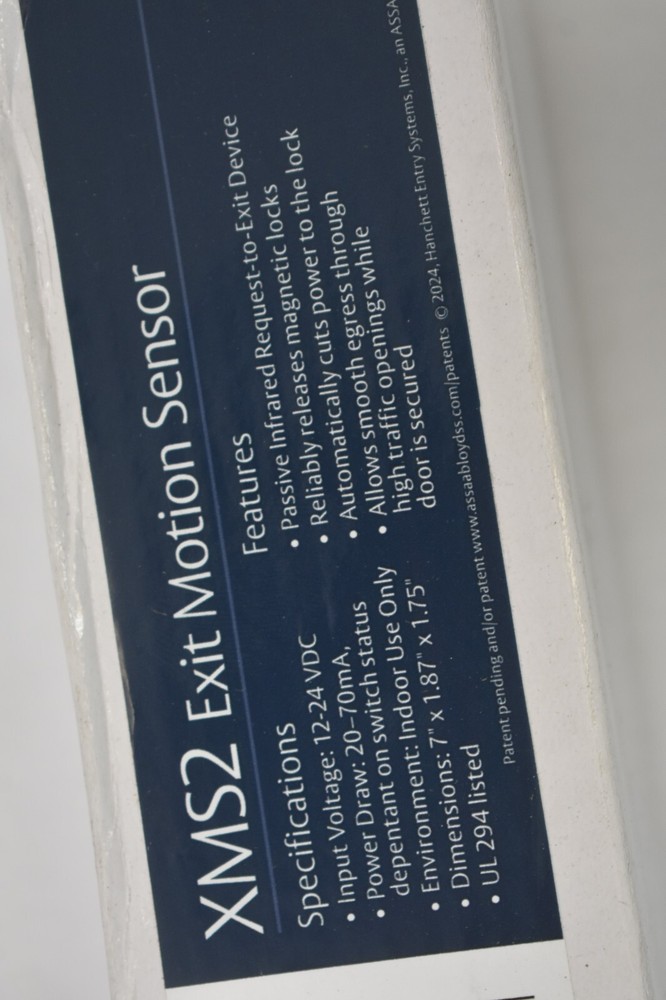 XMS2 Exit Motion Sensor
Specifications
• Input Voltage: 12-24 VDC
• Power Draw: 20–70mA,
depentant on switch status
• Environment: Indoor Use Only
• Dimensions: 7" x 1.87" x 1.75"
• UL 294 listed
Features
• Passive Infrared Request-to-Exit Device
• Reliably releases magnetic locks
• Automatically cuts power to the lock
• Allows smooth egress through
high traffic openings while
door is secured
Patent pending and/or patent www.assaabloydss.com/patents © 2024, Hanchett Entry Systems, Inc., an ASSA